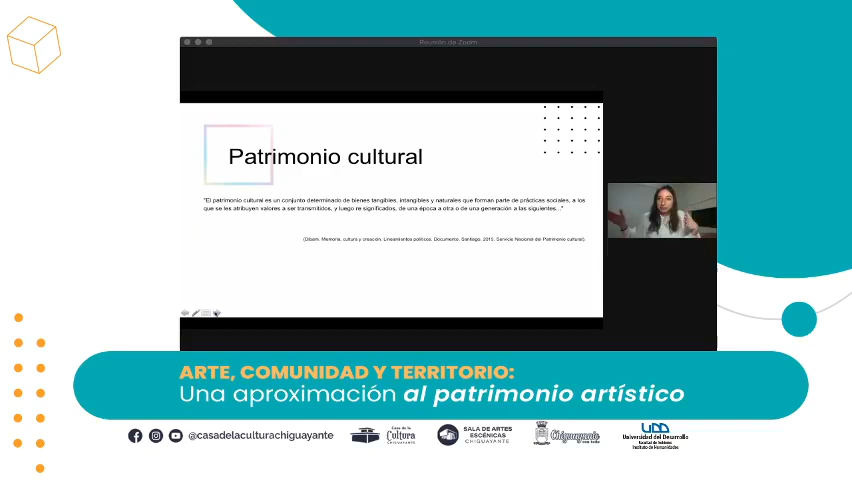 Reunión de Zoom
Patrimonio cultural
"El patrimonio cultural es un conjunto determinado de bienes tangibles, intangibles y naturales que forman parte de prácticas sociales, a los
que se les atribuyen valores a ser transmitidos, y luego re significados, de una época a otra o de una generación a las siguientes..."
(Dibam. Memoria, cultura y creación. Lineamientos políticos. Documento. Santiago. 2015. Servicio Nacional del Patrimonio cultural).
ARTE, COMUNIDAD Y TERRITORIO:
Una aproximación al patrimonio artístico
@casadelaculturachiguayante
Casa de la
Cultura
CHIGUAYANTE
SALA DE ARTES
ESCÉNICAS
CHIGUAYANTE
Chiguayante
UDD
Universidad del Desarrollo
Instituto de Humanidades